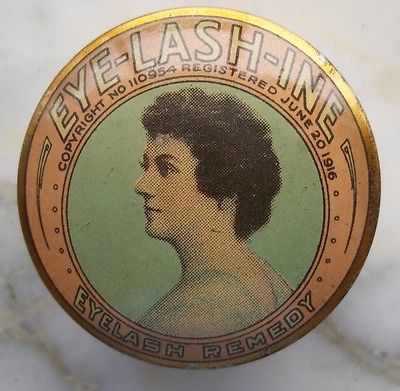 EYE-LASH-INE
COPYRIGHT NO 110954 REGISTERED JUNE 20 1916
EYELASH REMEDY